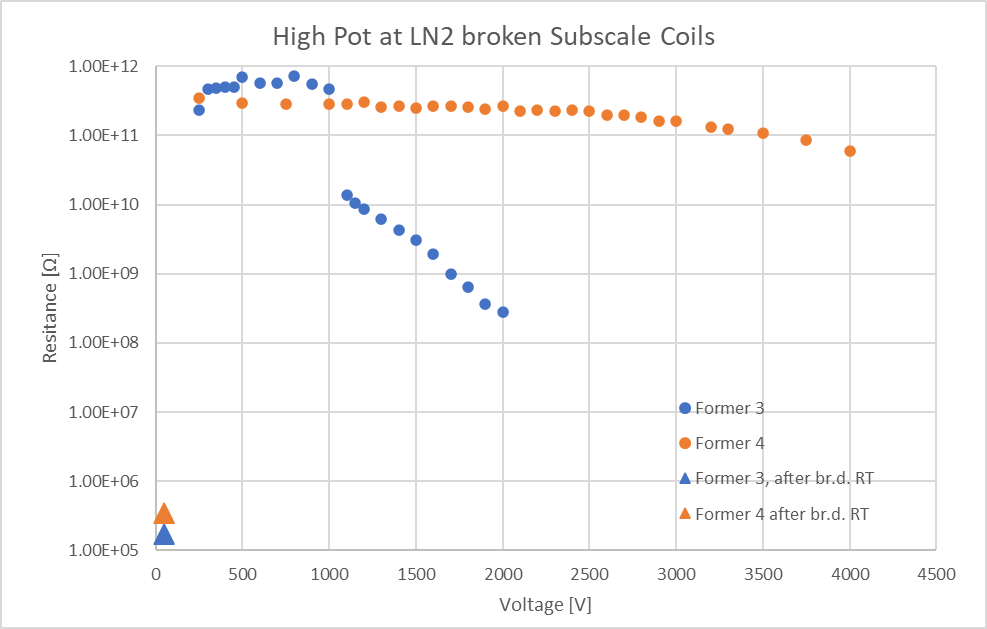 High Pot at LN2 broken Subscale Coils
Resitance [Ω]
1.00E+12
1.00E+11
1.00E+10
1.00E+09
1.00E+08
1.00E+07
1.00E+06
1.00E+05
Former 3
Former 4
Former 3, after br.d. RT
Former 4 after br.d. RT
0 500 1000 1500 2000 2500 3000 3500 4000 4500
Voltage [V]